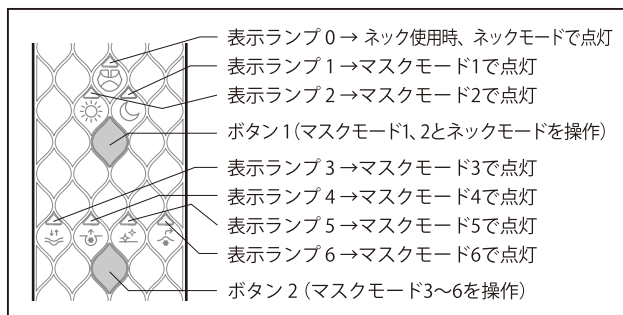 表示ランプ 0 → ネック使用時、ネックモードで点灯
表示ランプ 1 →マスクモード1で点灯
表示ランプ 2 →マスクモード2で点灯
ボタン 1(マスクモード1、2とネックモードを操作)
表示ランプ 3 →マスクモード3で点灯
表示ランプ 4 →マスクモード4で点灯
表示ランプ 5 →マスクモード5で点灯
表示ランプ 6 →マスクモード6で点灯
ボタン 2 (マスクモード3〜6を操作)